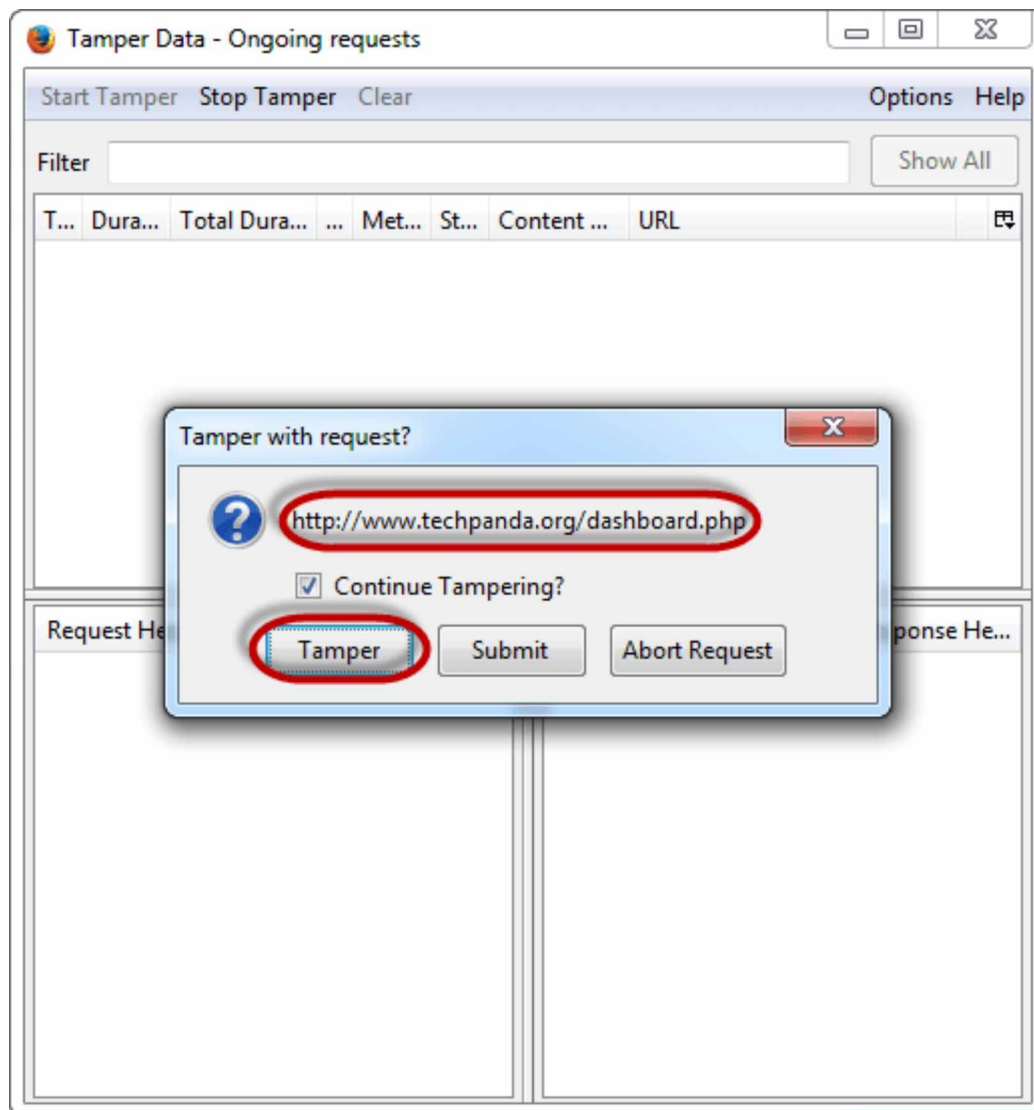 Tamper Data - Ongoing requests
Start Tamper Stop Tamper Clear Options Help
Filter Show All
T... Dura... Total Dura... ... Met... St... Content ... URL
Tamper with request?
http://www.techpanda.org/dashboard.php
Continue Tampering?
Request He
ponse He...
Tamper Submit Abort Request